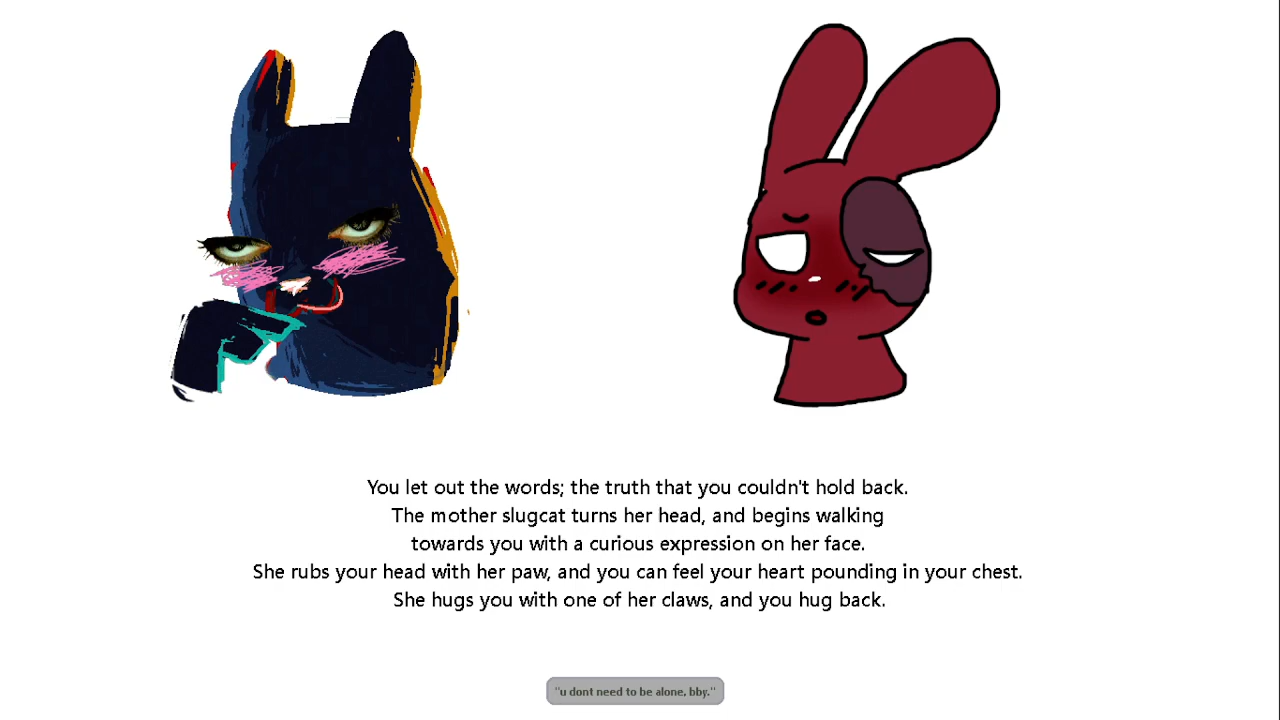 You let out the words; the truth that you couldn't hold back.
The mother slugcat turns her head, and begins walking
towards you with a curious expression on her face.
She rubs your head with her paw, and you can feel your heart pounding in your chest.
She hugs you with one of her claws, and you hug back.
"u dont need to be alone, bby."